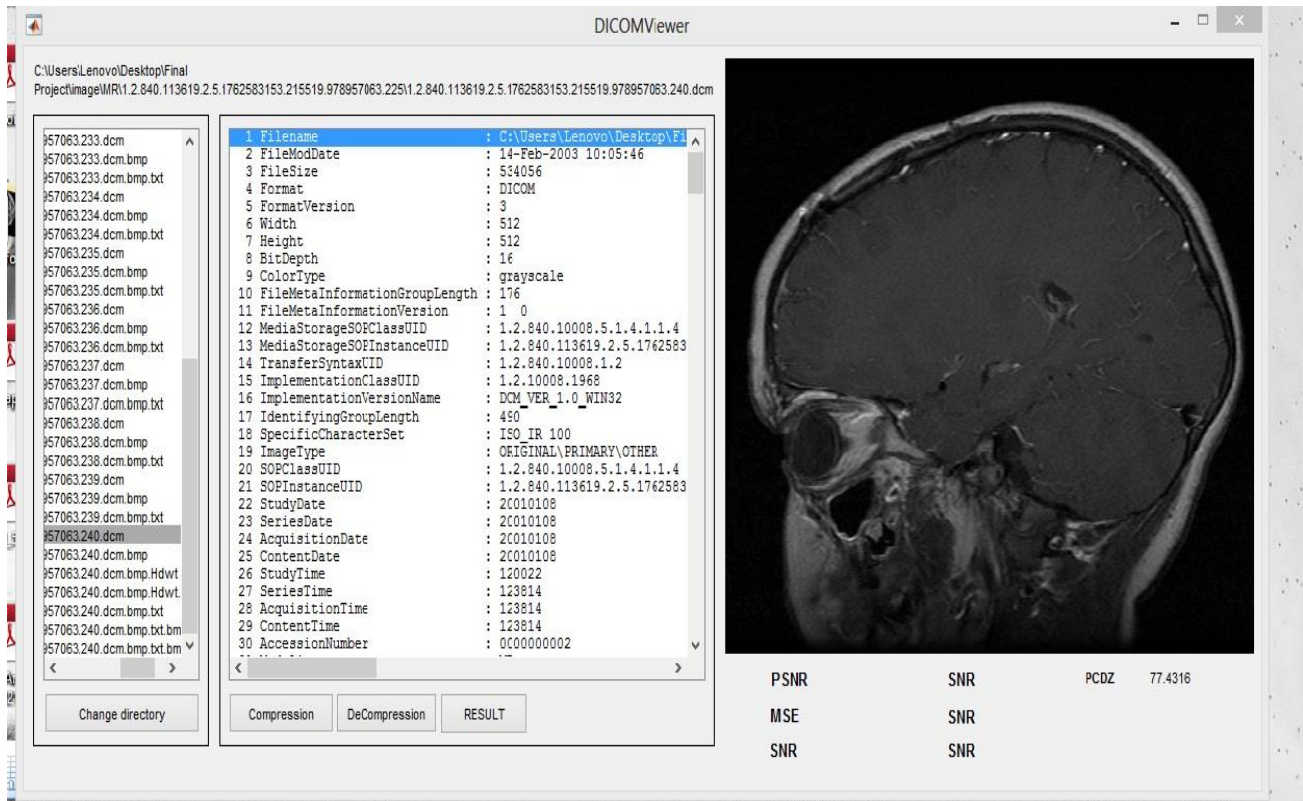 DICOMViewer
C:\Users\Lenovo\Desktop\Final
Project\image\MR\1.2.840.113619.2.5.1762583153.215519.978957063.225\1.2.840.113619.2.5.1762583153.215519.978957063.240.dcm
957063.233.dcm
957063.233.dcm.bmp
957063.233.dcm.bmp.txt
957063.234.dcm
957063.234.dcm.bmp
957063.234.dcm.bmp.txt
957063.235.dcm
957063.235.dcm.bmp
957063.235.dcm.bmp.txt
957063.236.dcm
957063.236.dcm.bmp
957063.236.dcm.bmp.txt
957063.237.dcm
957063.237.dcm.bmp
957063.237.dcm.bmp.txt
957063.238.dcm
957063.238.dcm.bmp
957063.238.dcm.bmp.txt
957063.239.dcm
957063.239.dcm.bmp
957063.239.dcm.bmp.txt
957063.240.dcm
957063.240.dcm.bmp
957063.240.dcm.bmp.Hdwt
957063.240.dcm.bmp.Hdwt.
957063.240.dcm.bmp.txt
957063.240.dcm.bmp.txt.bm
957063.240.dcm.bmp.txt.bm
Change directory
1 Filename : C:\Users\Lenovo\Desktop\Fi
2 FileModDate : 14-Feb-2003 10:05:46
3 FileSize : 534056
4 Format : DICOM
5 FormatVersion : 3
6 Width : 512
7 Height : 512
8 BitDepth : 16
9 ColorType : grayscale
10 FileMetaInformationGroupLength : 176
11 FileMetaInformationVersion : 1 0
12 MediaStorageSOPClassUID : 1.2.840.10008.5.1.4.1.1.4
13 MediaStorageSOPInstanceUID : 1.2.840.113619.2.5.1762583
14 TransferSyntaxUID : 1.2.840.10008.1.2
15 ImplementationClassUID : 1.2.10008.1968
16 ImplementationVersionName : DCM_VER_1.0_WIN32
17 IdentifyingGroupLength : 490
18 SpecificCharacterSet : ISO_IR 100
19 ImageType : ORIGINAL\PRIMARY\OTHER
20 SOPClassUID : 1.2.840.10008.5.1.4.1.1.4
21 SOPInstanceUID : 1.2.840.113619.2.5.1762583
22 StudyDate : 20010108
23 SeriesDate : 20010108
24 AcquisitionDate : 20010108
25 ContentDate : 20010108
26 StudyTime : 120022
27 SeriesTime : 123814
28 AcquisitionTime : 123814
29 ContentTime : 123814
30 AccessionNumber : 0000000002
Compression DeCompression RESULT
PSNR SNR PCDZ 77.4316
MSE SNR
SNR SNR